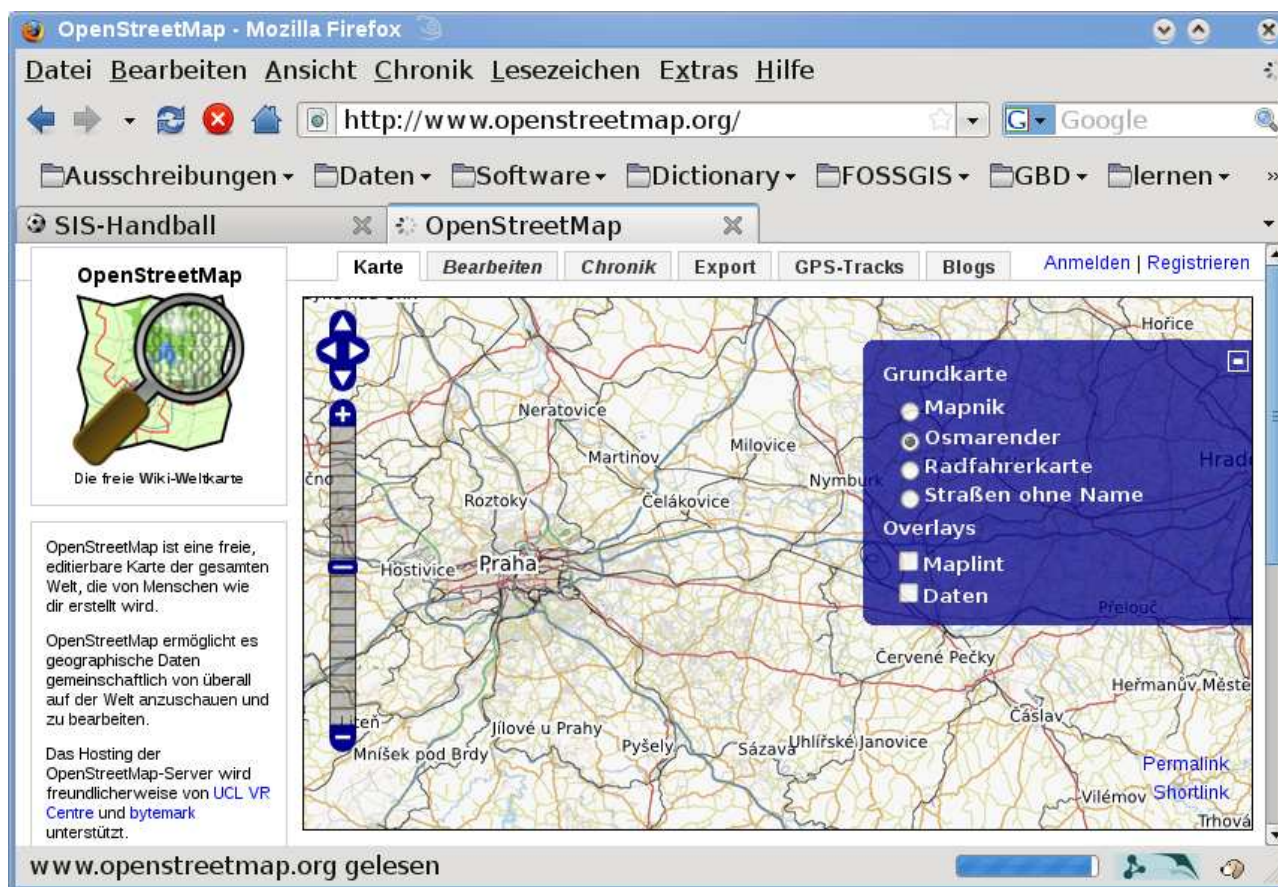 OpenStreetMap - Mozilla Firefox
Datei Bearbeiten Ansicht Chronik Lesezeichen Extras Hilfe
http://www.openstreetmap.org/
G Google
Ausschreibungen Daten Software Dictionary FOSSGIS GBD lernen »
SIS-Handball
OpenStreetMap
OpenStreetMap
Die freie Wiki-Weltkarte
OpenStreetMap ist eine freie,
editierbare Karte der gesamten
Welt, die von Menschen wie
dir erstellt wird.
OpenStreetMap ermöglicht es
geographische Daten
gemeinschaftlich von überall
auf der Welt anzuschauen und
zu bearbeiten.
Das Hosting der
OpenStreetMap-Server wird
freundlicherweise von UCL VR
Centre und bytemark
unterstützt.
Karte Bearbeiten Chronik Export GPS-Tracks Blogs
Anmelden | Registrieren
Hořice
Neratovice
Milovice
Martinov
Nymburk
Roztoky
Čelákovice
Hostivice
Praha
Přelouč
Červené Pečky
Heřmanův Měste
Čáslav
Liteň
Jílové u Prahy
Mníšek pod Brdy
Pyšely
Sázava
Uhlířské Janovice
Vilémov
Trhová
Grundkarte
Mapnik
Osmarender
Radfahrerkarte
Straßen ohne Name
Overlays
Maplint
Daten
Hrade
Permalink
Shortlink
www.openstreetmap.org gelesen